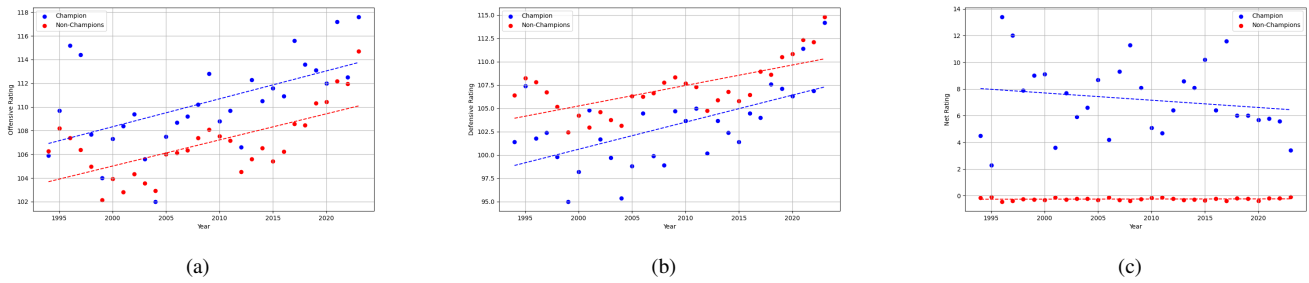 Champion
Non-Champions
118
116
114
112
110
108
106
104
102
Offensive Rating
1995
2000
2005
2010
2015
2020
Year
(a)
Champion
Non-Champions
115.0
112.5
110.0
107.5
105.0
102.5
100.0
97.5
95.0
Defensive Rating
1995
2000
2005
2010
2015
2020
Year
(b)
Champion
Non-Champions
14
12
10
8
6
4
2
0
Net Rating
1995
2000
2005
2010
2015
2020
Year
(c)